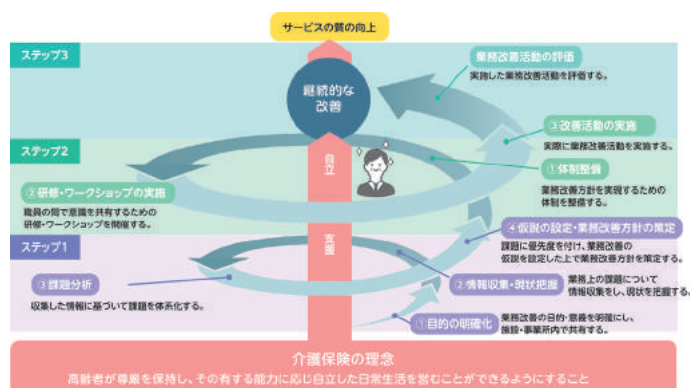 サービスの質の向上
ステップ3
業務改善活動の評価
実施した業務改善活動を評価する。
継続的な
改善
③改善活動の実施
実際に業務改善活動を実施する。
ステップ2
自立
①体制整備
業務改善方針を実現するための
体制を整備する。
②研修・ワークショップの実施
職員の間で意識を共有するための
研修・ワークショップを開催する。
④仮説の設定・業務改善方針の策定
課題に優先度を付け、業務改善の
仮説を設定した上で業務改善方針を策定する。
ステップ1
支援
③課題分析
収集した情報に基づいて課題を体系化する。
②情報収集・現状把握
業務上の課題について
情報収集をし、現状を把握する。
①目的の明確化
業務改善の目的・意義を明確にし、
施設・事業所内で共有する。
介護保険の理念
高齢者が尊厳を保持し、その有する能力に応じ自立した日常生活を営むことができるようにすること